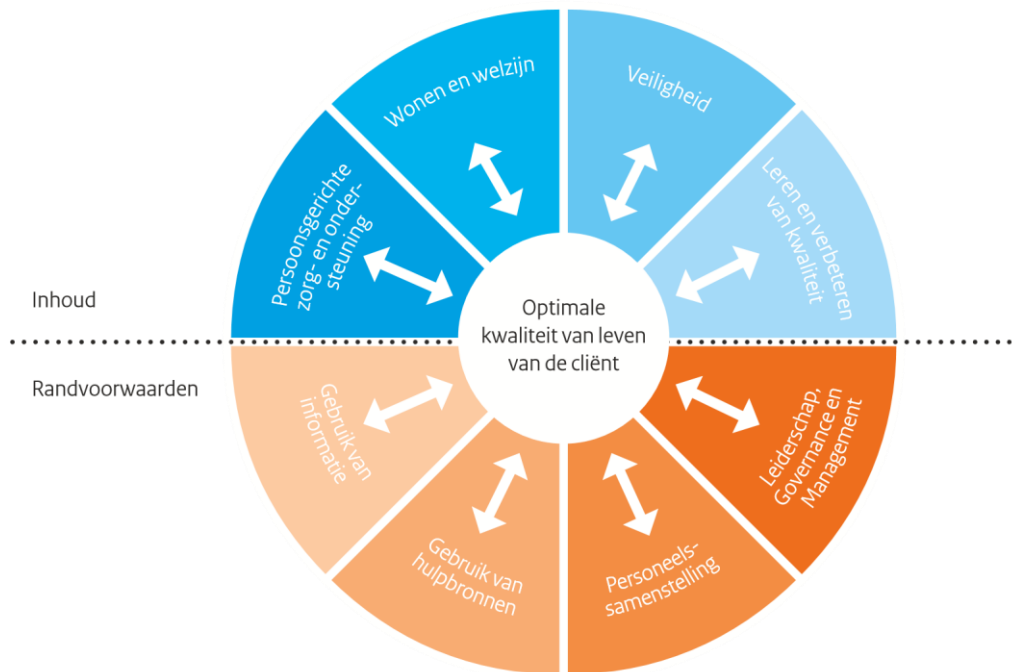 Wonen en welzijn
Veiligheid
Persoonsgerichte
zorg- en onder-
steuning
Leren en verbeteren
van kwaliteit
Inhoud
Optimale
kwaliteit van leven
van de cliënt
Randvoorwaarden
Gebruik van
informatie
Leiderschap,
Governance en
Management
Gebruik van
hulpbronnen
Personeels-
samenstelling